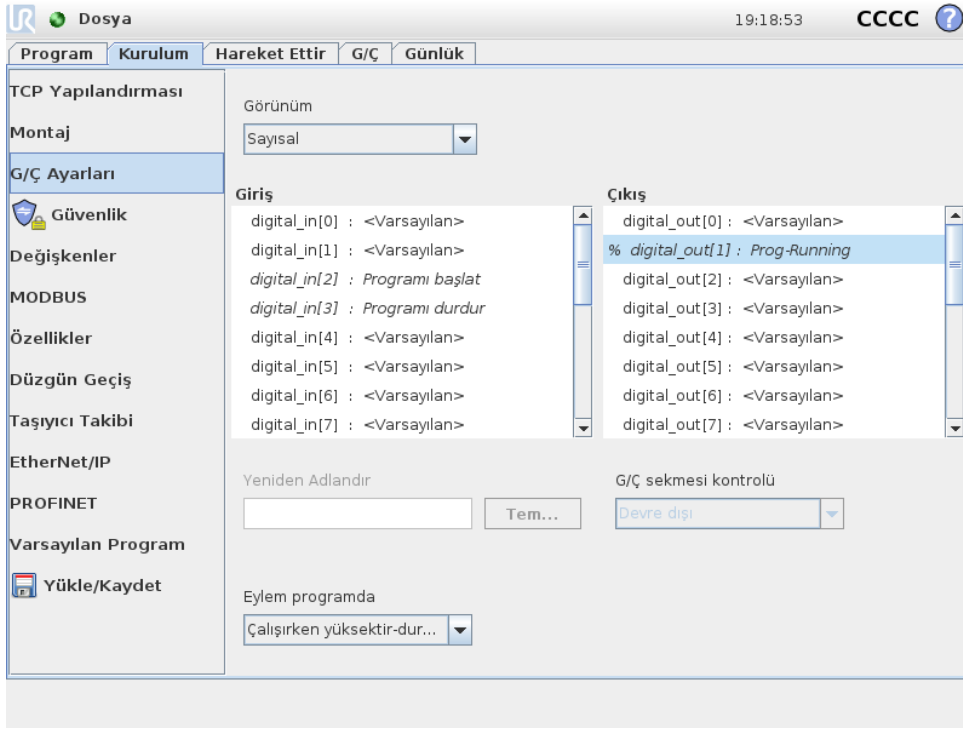 UR Dosya 19:18:53 CCCC ?
Program Kurulum Hareket Ettir G/Ç Günlük
TCP Yapılandırması
Montaj
G/Ç Ayarları
Güvenlik
Değişkenler
MODBUS
Özellikler
Düzgün Geçiş
Taşıyıcı Takibi
EtherNet/IP
PROFINET
Varsayılan Program
Yükle/Kaydet
Görünüm
Sayısal
Giriş
digital_in[0] : <Varsayılan>
digital_in[1] : <Varsayılan>
digital_in[2] : Programı başlat
digital_in[3] : Programı durdur
digital_in[4] : <Varsayılan>
digital_in[5] : <Varsayılan>
digital_in[6] : <Varsayılan>
digital_in[7] : <Varsayılan>
Çıkış
digital_out[0] : <Varsayılan>
% digital_out[1] : Prog-Running
digital_out[2] : <Varsayılan>
digital_out[3] : <Varsayılan>
digital_out[4] : <Varsayılan>
digital_out[5] : <Varsayılan>
digital_out[6] : <Varsayılan>
digital_out[7] : <Varsayılan>
Yeniden Adlandır
Tem...
G/Ç sekmesi kontrolü
Devre dışı
Eylem programda
Çalışırken yüksektir-dur...